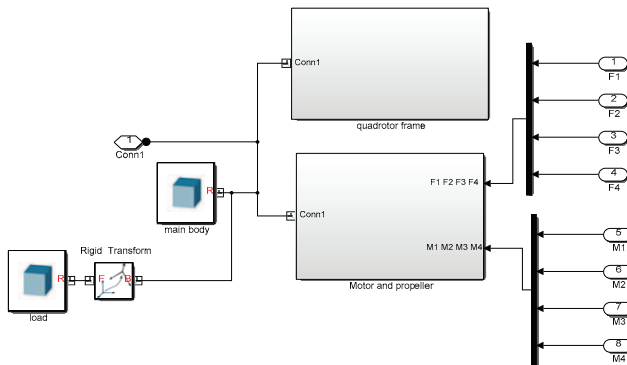 Conn1
quadrotor frame
1
F1
2
F2
3
F3
4
F4
1
Conn1
R
main body
Conn1
F1 F2 F3 F4
M1 M2 M3 M4
Motor and propeller
5
M1
6
M2
7
M3
8
M4
Rigid Transform
R
load
F
B